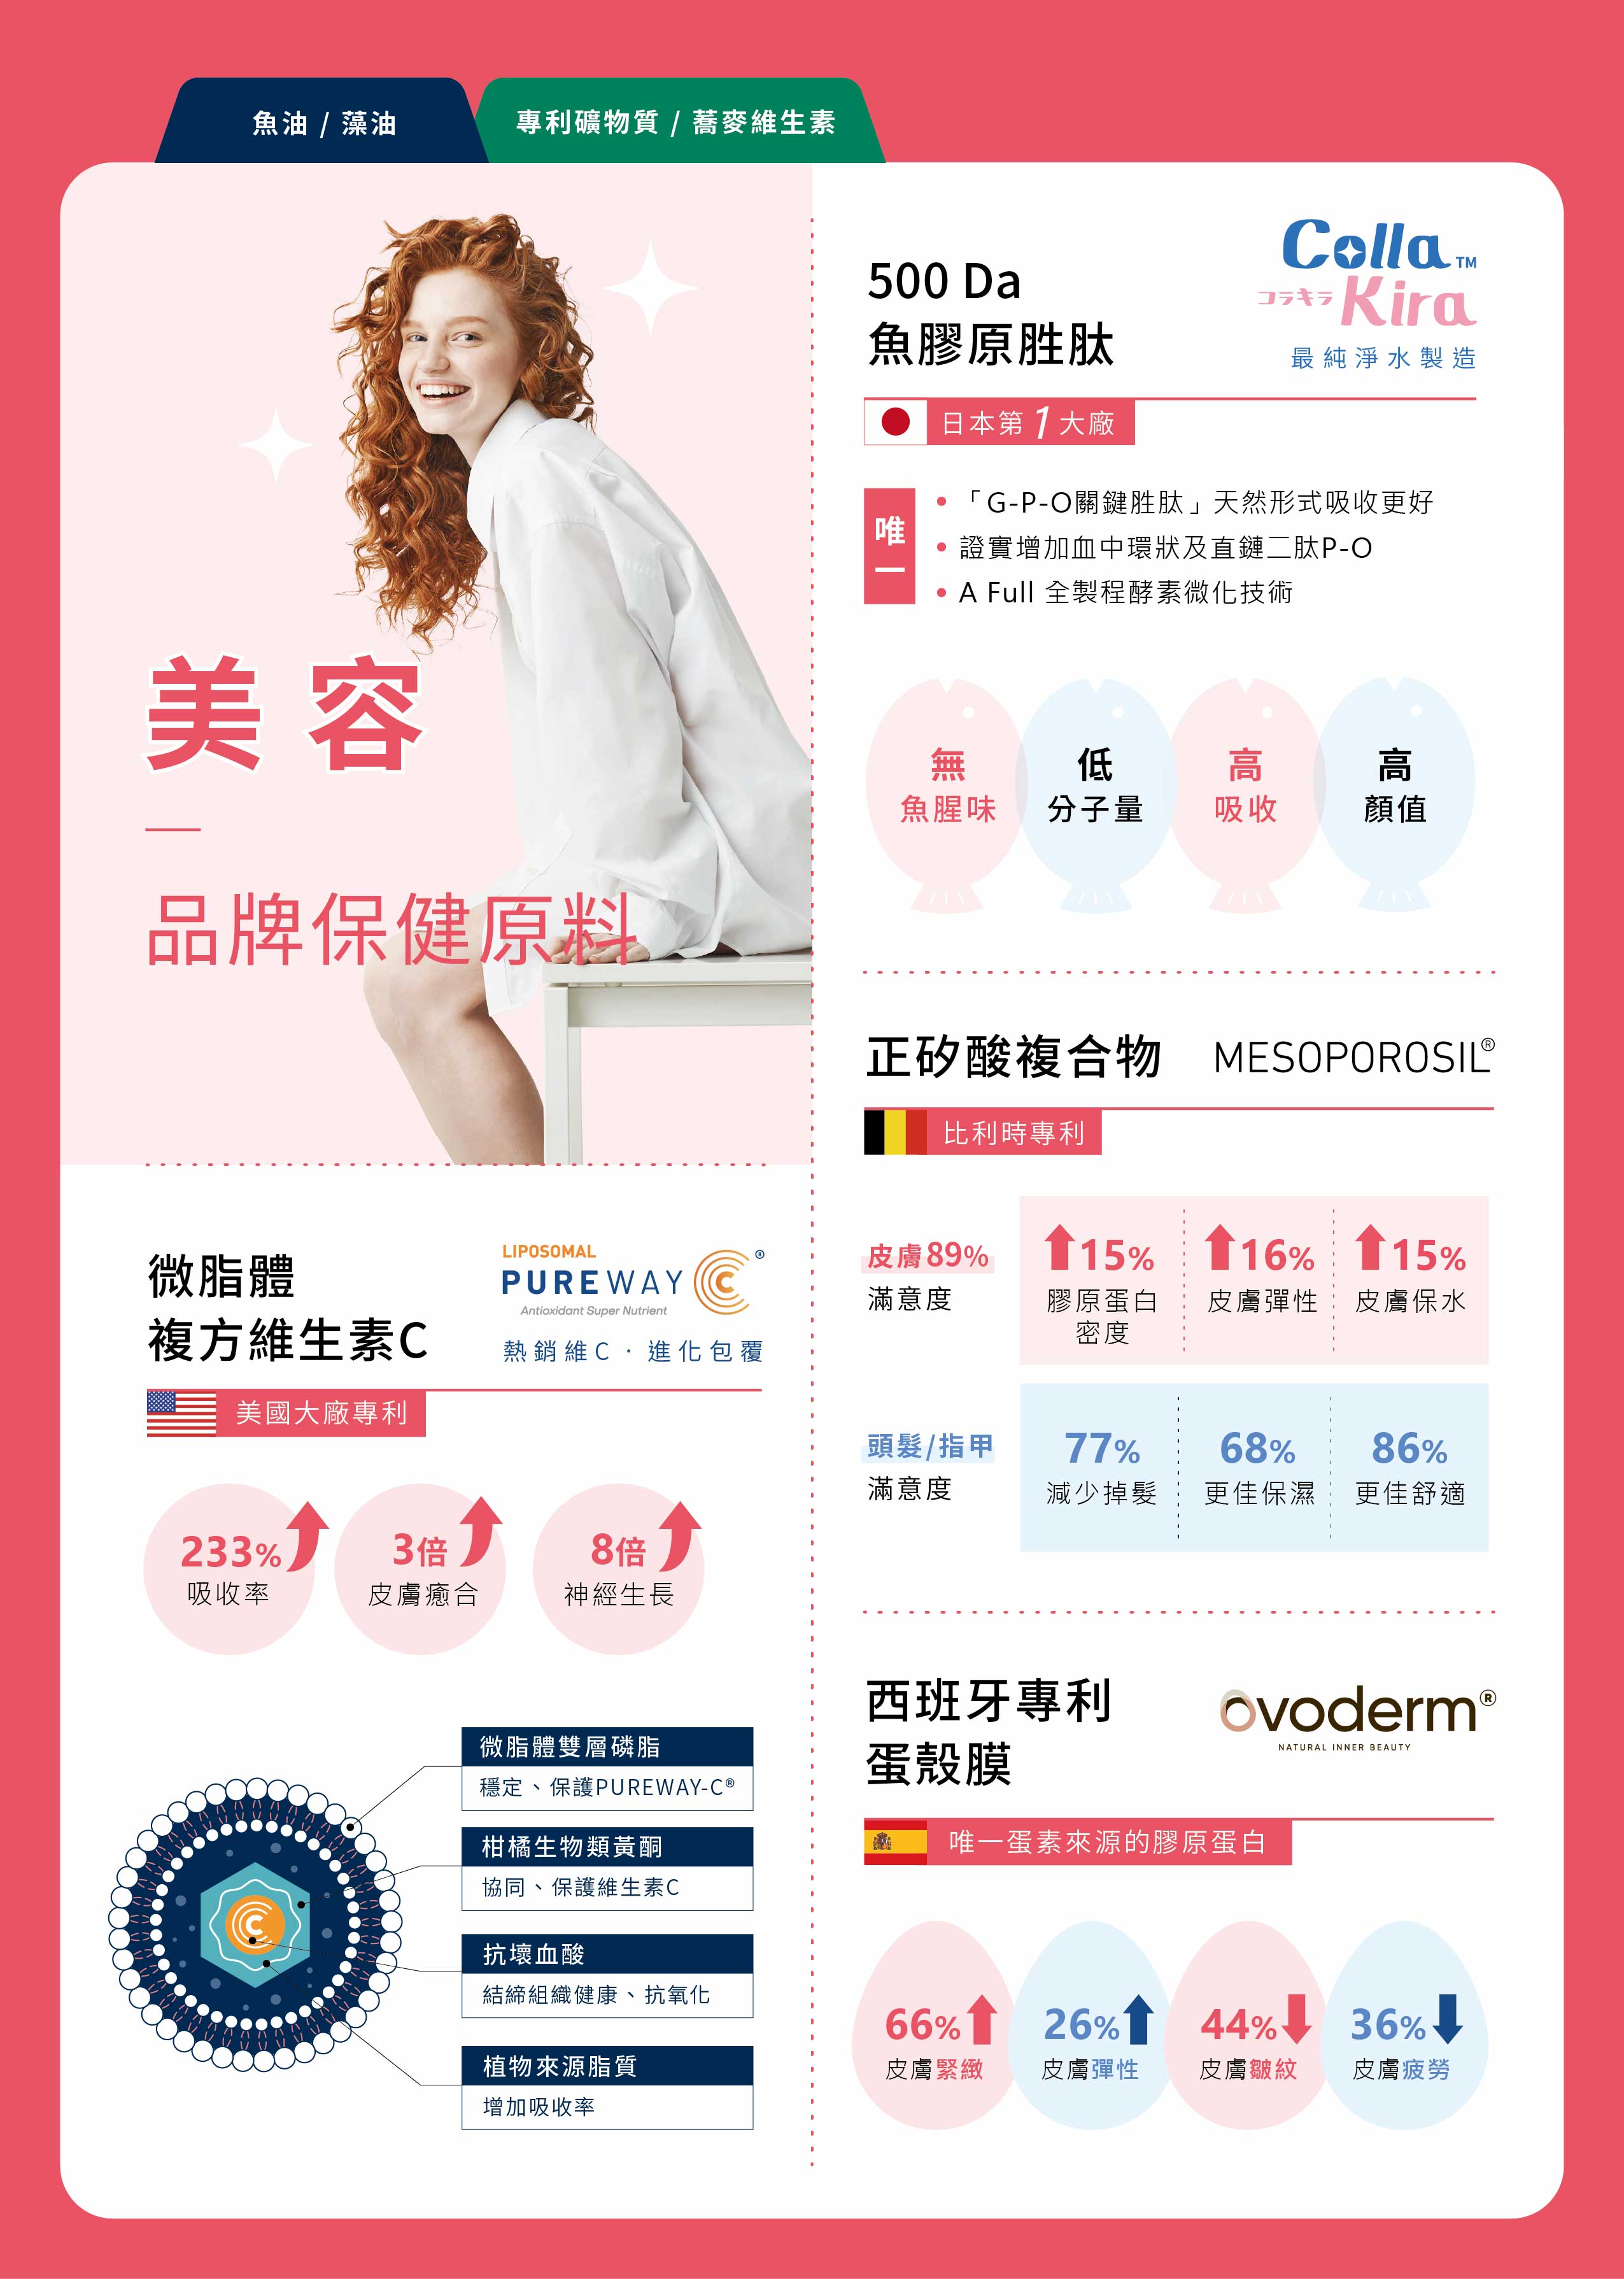 魚油 / 藻油
專利礦物質 / 蕎麥維生素
美容
品牌保健原料
500 Da
魚膠原胜肽
Colla™
コラキラ Kira
最純淨水製造
日本第1大廠
唯一
• 「G-P-O關鍵胜肽」天然形式吸收更好
• 證實增加血中環狀及直鏈二肽P-O
• A Full 全製程酵素微化技術
無
魚腥味
低
分子量
高
吸收
高
顏值
正矽酸複合物
MESOPOROSIL®
比利時專利
皮膚89%
滿意度
15%
膠原蛋白
密度
16%
皮膚彈性
15%
皮膚保水
頭髮/指甲
滿意度
77%
減少掉髮
68%
更佳保濕
86%
更佳舒適
西班牙專利
蛋殼膜
ovoderm®
NATURAL INNER BEAUTY
唯一蛋素來源的膠原蛋白
66%
皮膚緊緻
26%
皮膚彈性
44%
皮膚皺紋
36%
皮膚疲勞
微脂體
複方維生素C
LIPOSOMAL
PUREWAY C®
Antioxidant Super Nutrient
熱銷維C·進化包覆
美國大廠專利
233%
吸收率
3倍
皮膚癒合
8倍
神經生長
C
微脂體雙層磷脂
穩定、保護PUREWAY-C®
柑橘生物類黃酮
協同、保護維生素C
抗壞血酸
結締組織健康、抗氧化
植物來源脂質
增加吸收率